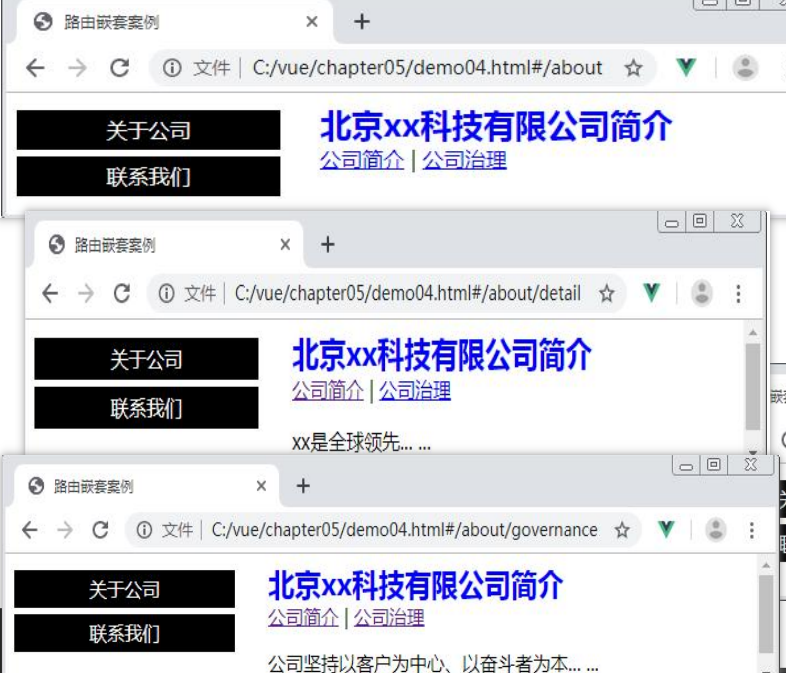 路由嵌套案例
文件 C:/vue/chapter05/demo04.html#/about
关于公司
联系我们
北京xx科技有限公司简介
公司简介 | 公司治理
路由嵌套案例
文件 C:/vue/chapter05/demo04.html#/about/detail
关于公司
联系我们
北京xx科技有限公司简介
公司简介 | 公司治理
xx是全球领先... ...
路由嵌套案例
文件 C:/vue/chapter05/demo04.html#/about/governance
关于公司
联系我们
北京xx科技有限公司简介
公司简介 | 公司治理
公司坚持以客户为中心、以奋斗者为本... ...